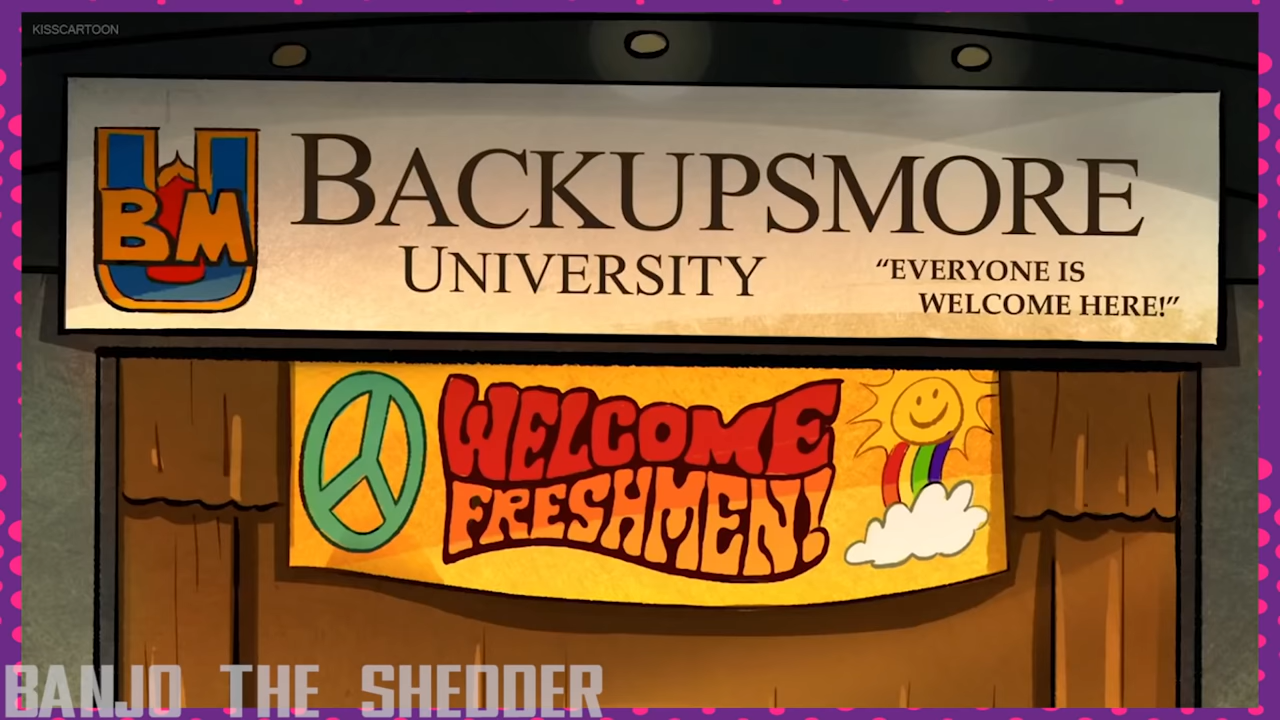 KISSCARTOON
BM
BACKUPSMORE
UNIVERSITY
"EVERYONE IS
WELCOME HERE!"
WELCOME
FRESHMEN!
BANJO THE SHEDDER